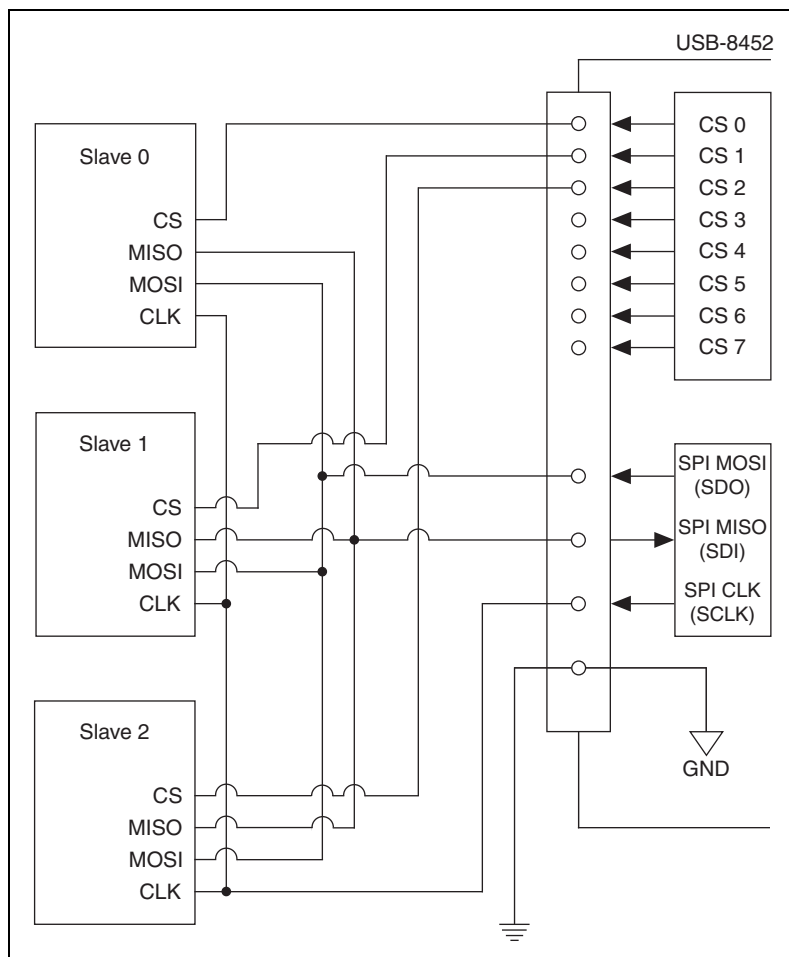 USB-8452
Slave 0
CS
MISO
MOSI
CLK
CS 0
CS 1
CS 2
CS 3
CS 4
CS 5
CS 6
CS 7
Slave 1
CS
MISO
MOSI
CLK
SPI MOSI
(SDO)
SPI MISO
(SDI)
SPI CLK
(SCLK)
Slave 2
CS
MISO
MOSI
CLK
GND